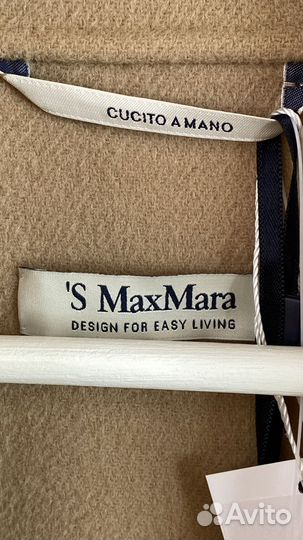 CUCITO A MANO
'S MaxMara
DESIGN FOR EASY LIVING
Avito